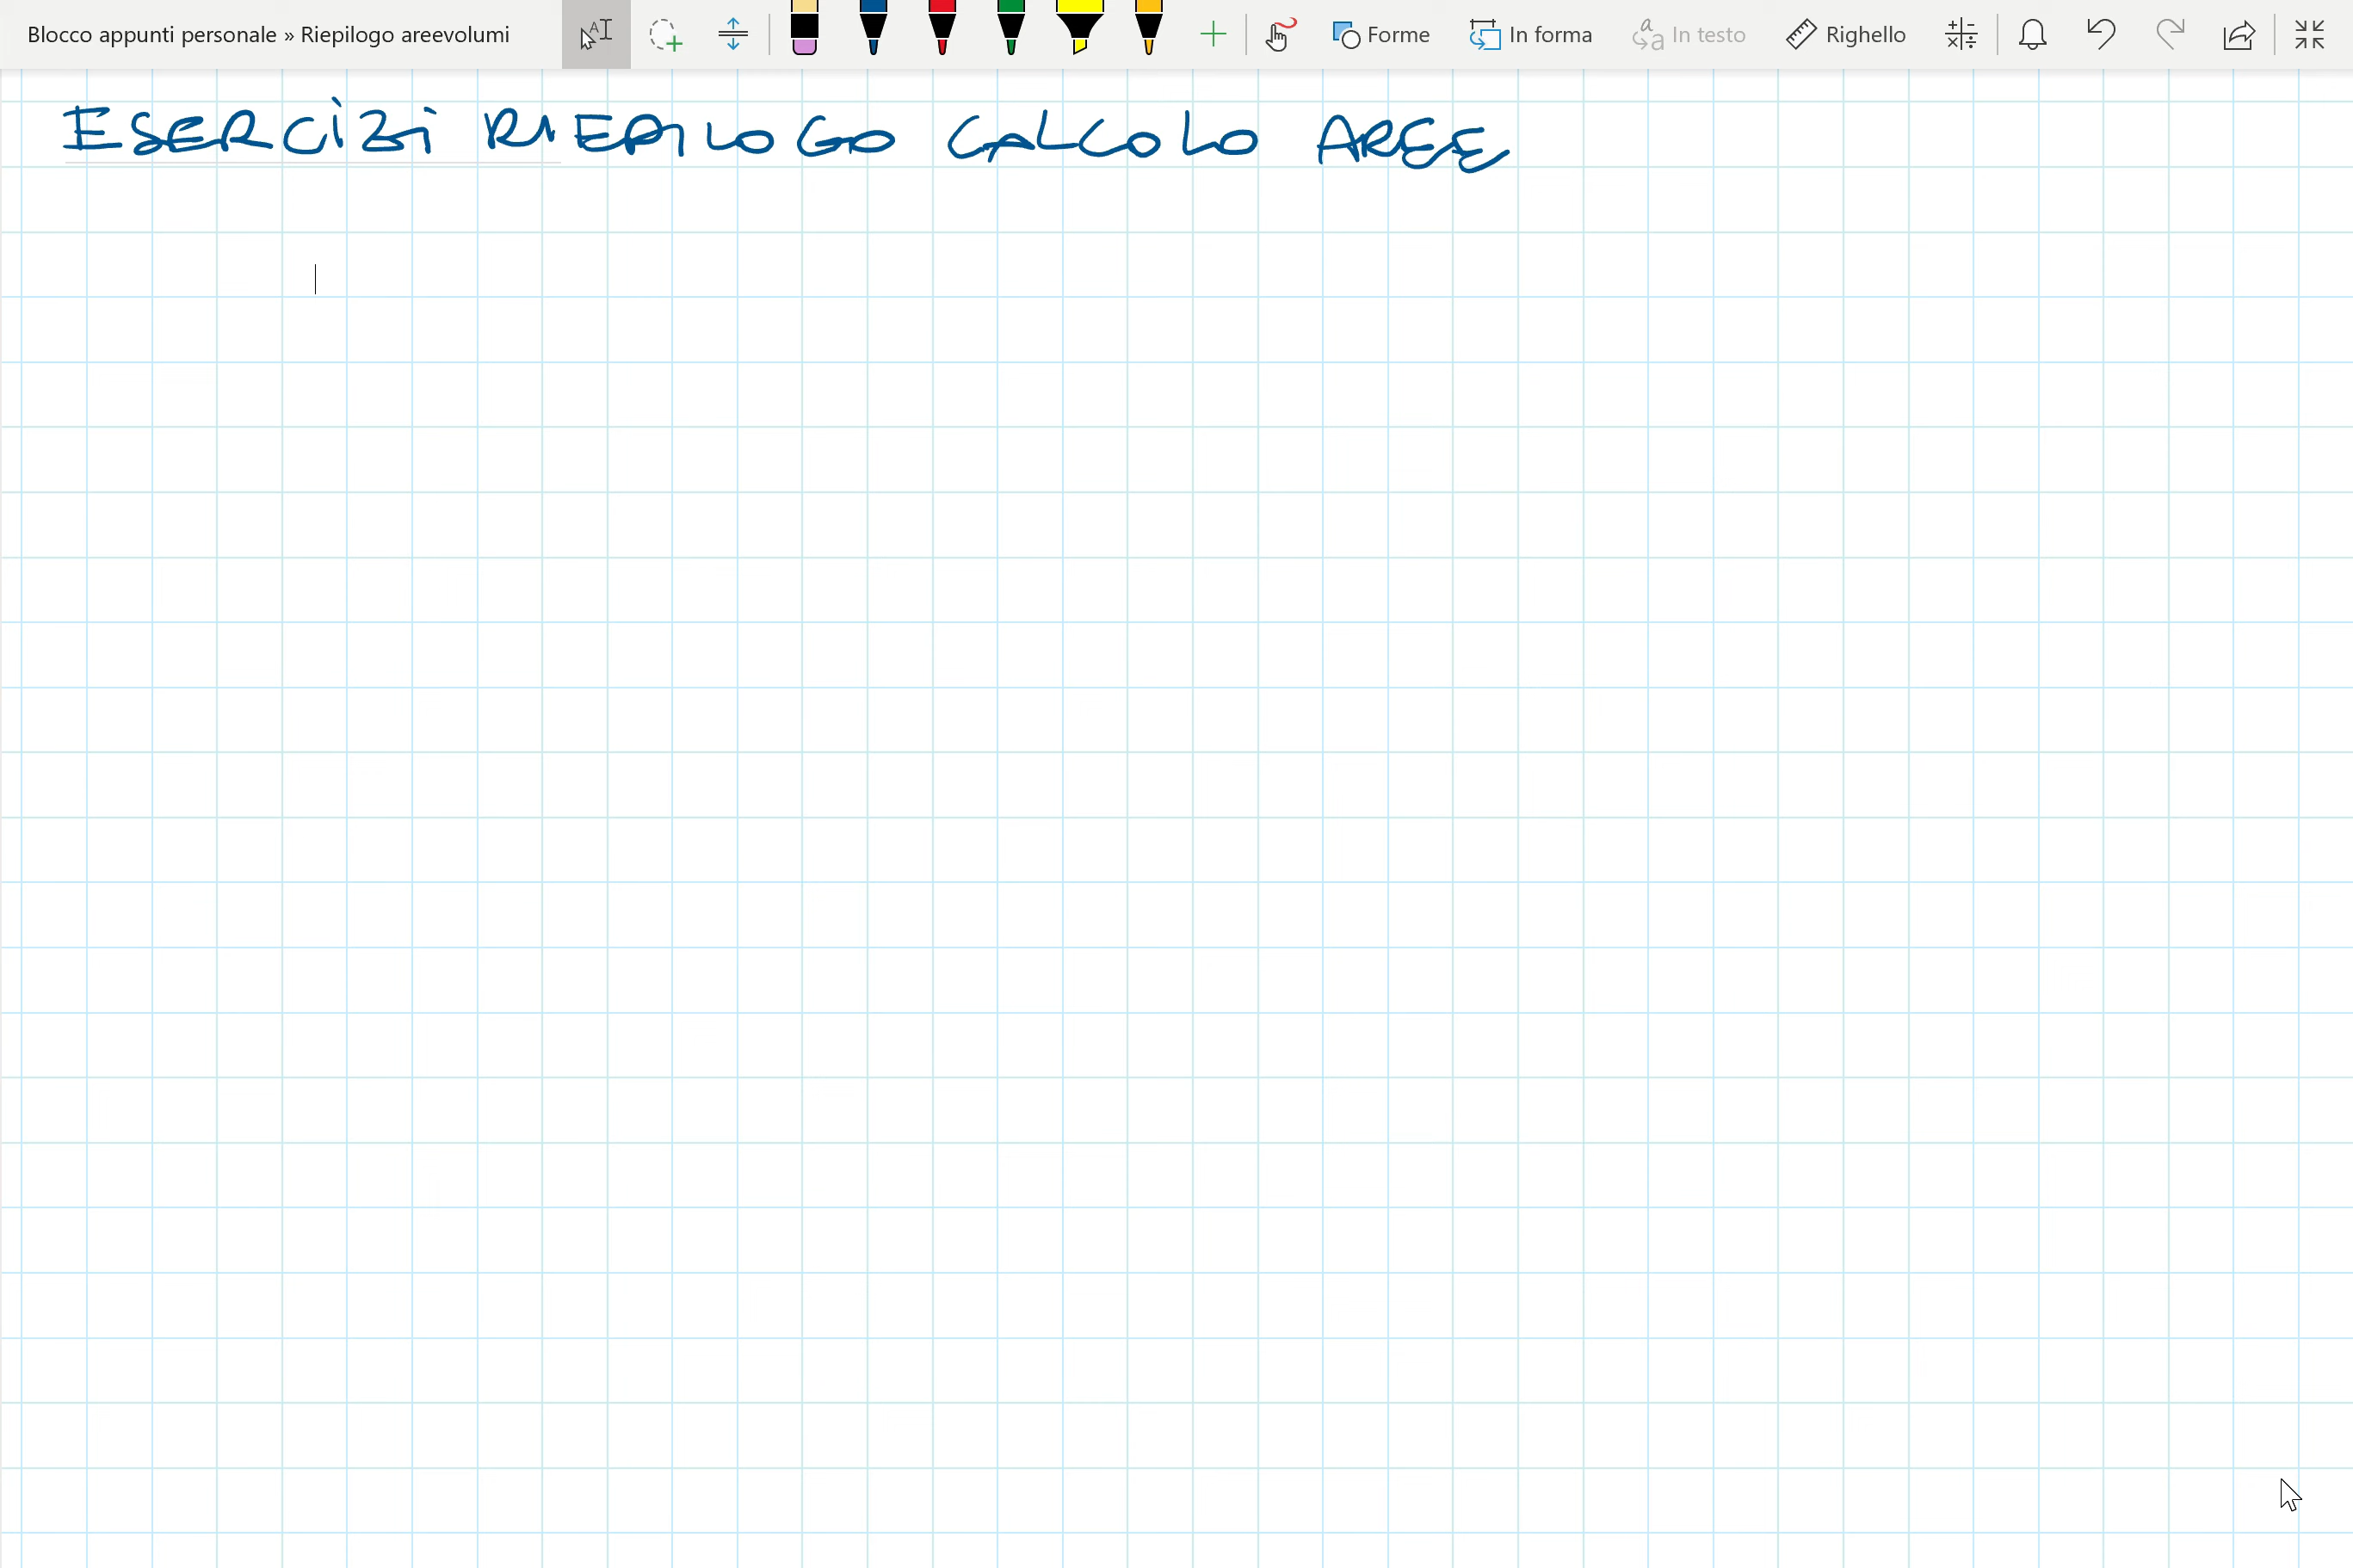 Blocco appunti personale » Riepilogo areevolumi Forme In forma In testo Righello
ESERCIZI RIEPILOGO CALCOLO AREE